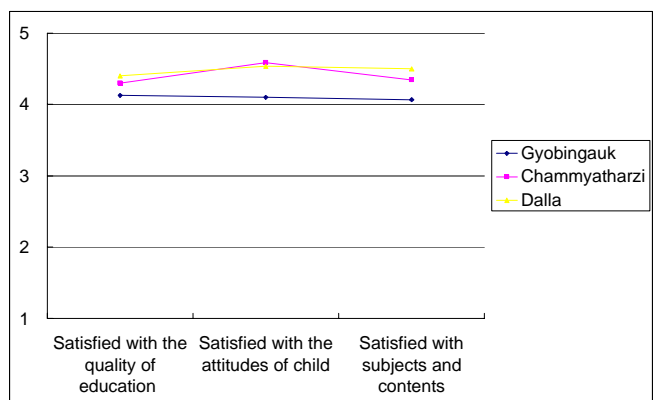 5
4
3
2
1
Satisfied with the
quality of
education
Satisfied with the
attitudes of child
Satisfied with
subjects and
contents
Gyobingauk
Chammyatharzi
Dalla